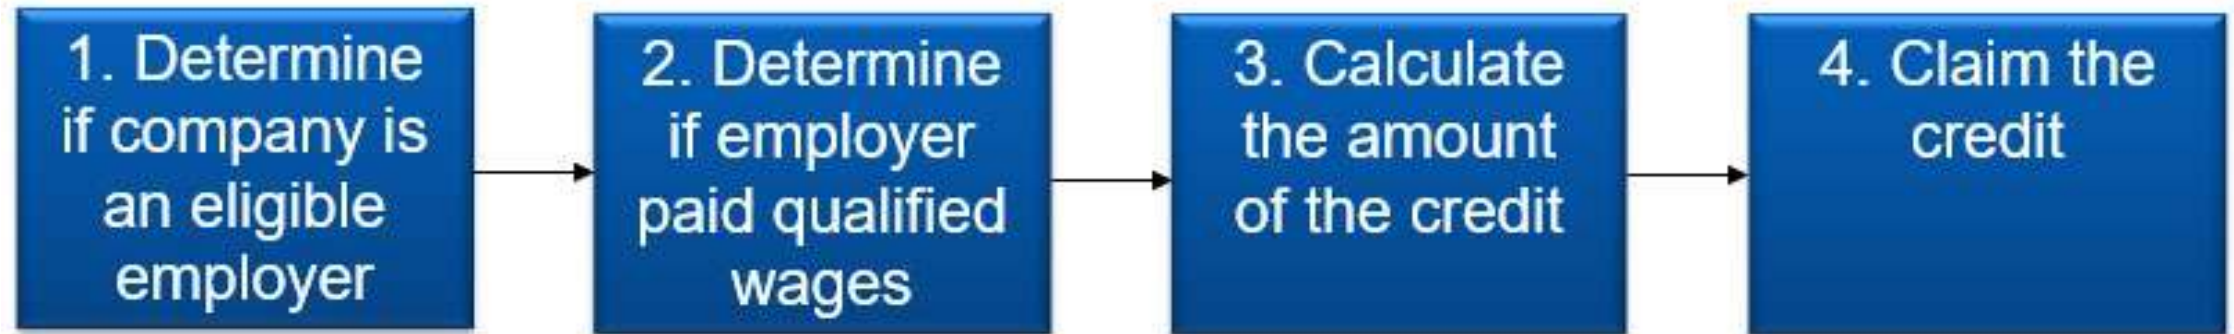 1. Determine
if company is
an eligible
employer
2. Determine
if employer
paid qualified
wages
3. Calculate
the amount
of the credit
4. Claim the
credit